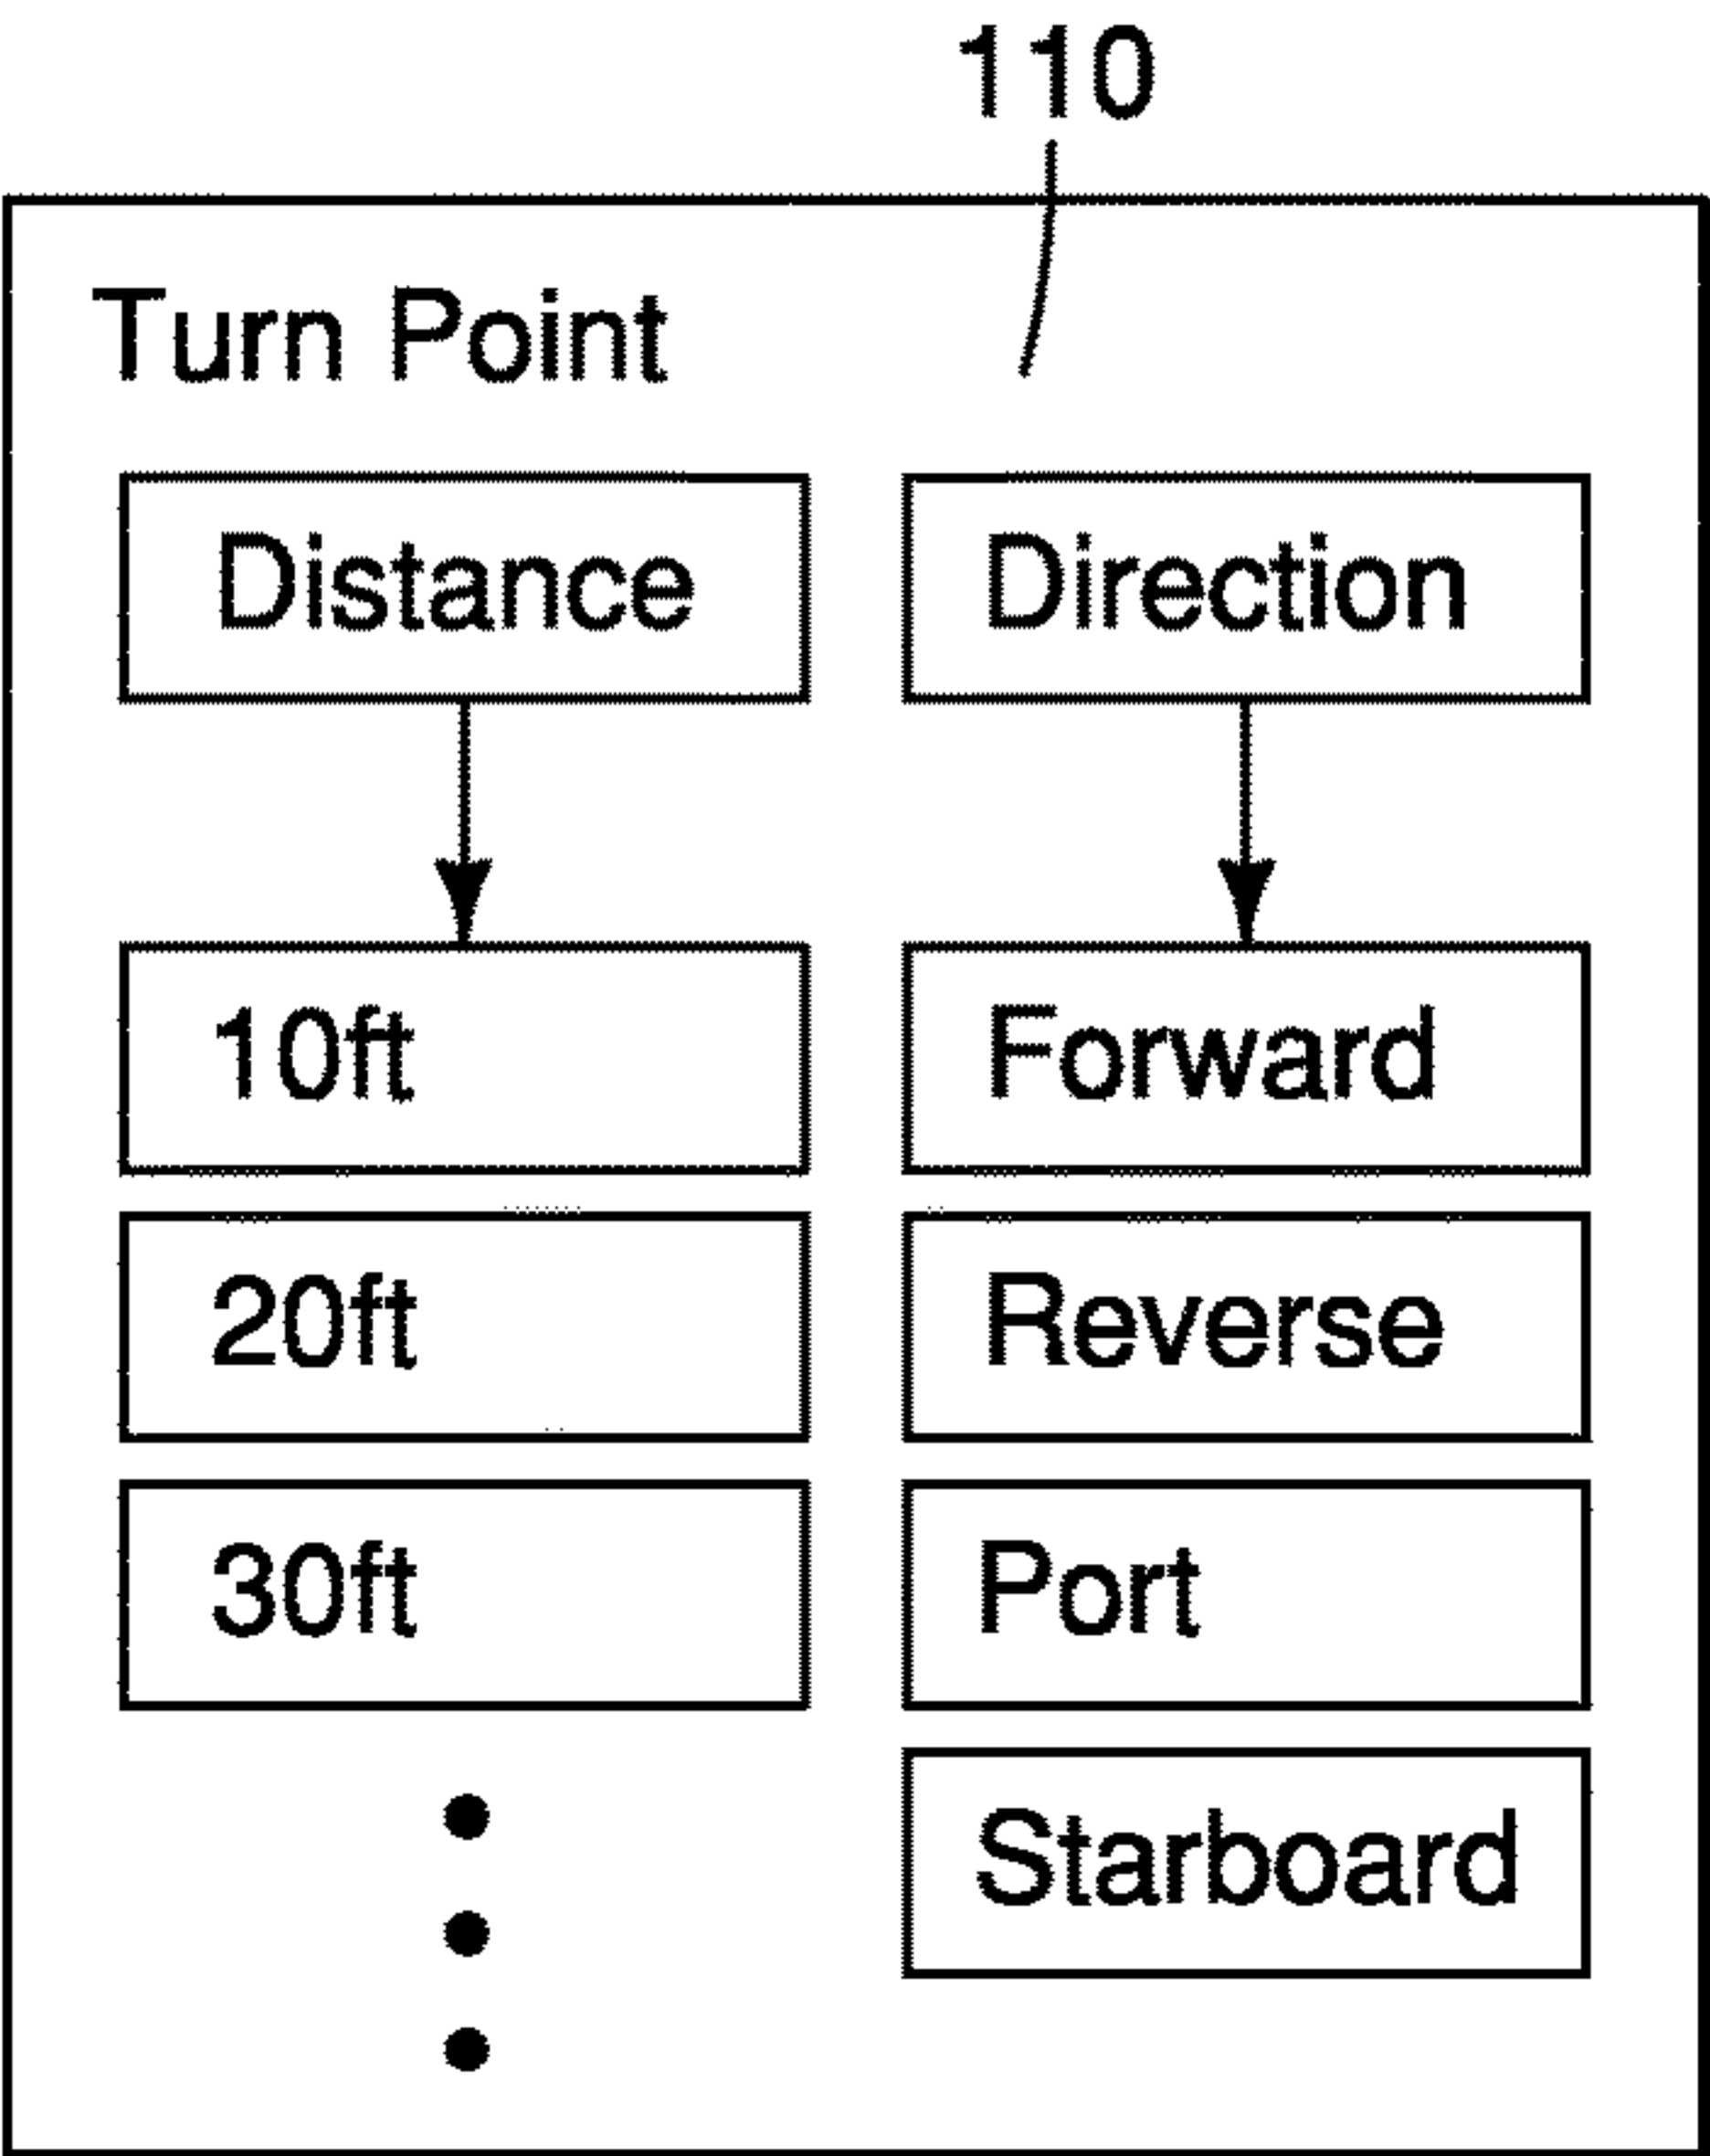 110
Turn Point
Distance
Direction
10ft
Forward
20ft
Reverse
30ft
Port
Starboard